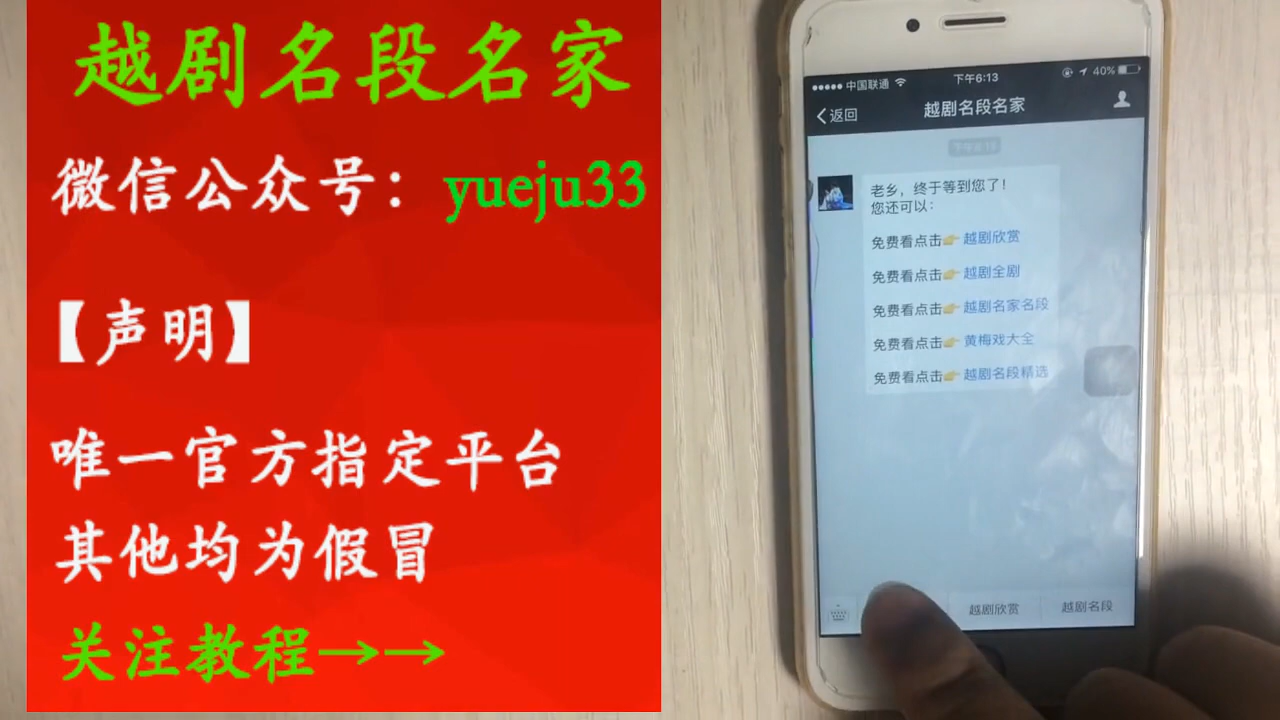 越剧名段名家
微信公众号：yueju33
【声明】
唯一官方指定平台
其他均为假冒
关注教程→→
中国联通
下午6:13
40%
返回
越剧名段名家
老乡，终于等到您了！
您还可以：
免费看点击👉越剧欣赏
免费看点击👉越剧全剧
免费看点击👉越剧名家名段
免费看点击👉黄梅戏大全
免费看点击👉越剧名段精选
越剧欣赏
越剧名段